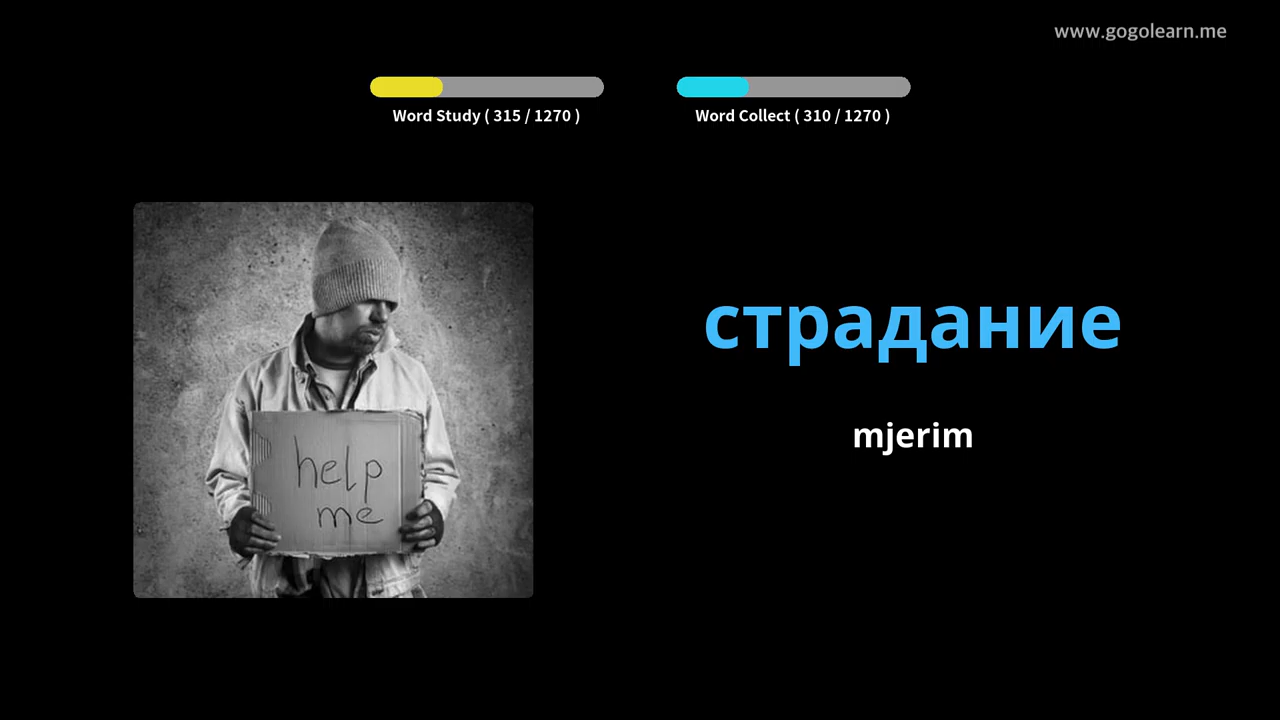 www.gogolearn.me
Word Study ( 315 / 1270 )
Word Collect ( 310 / 1270 )
страдание
mjerim
help
me